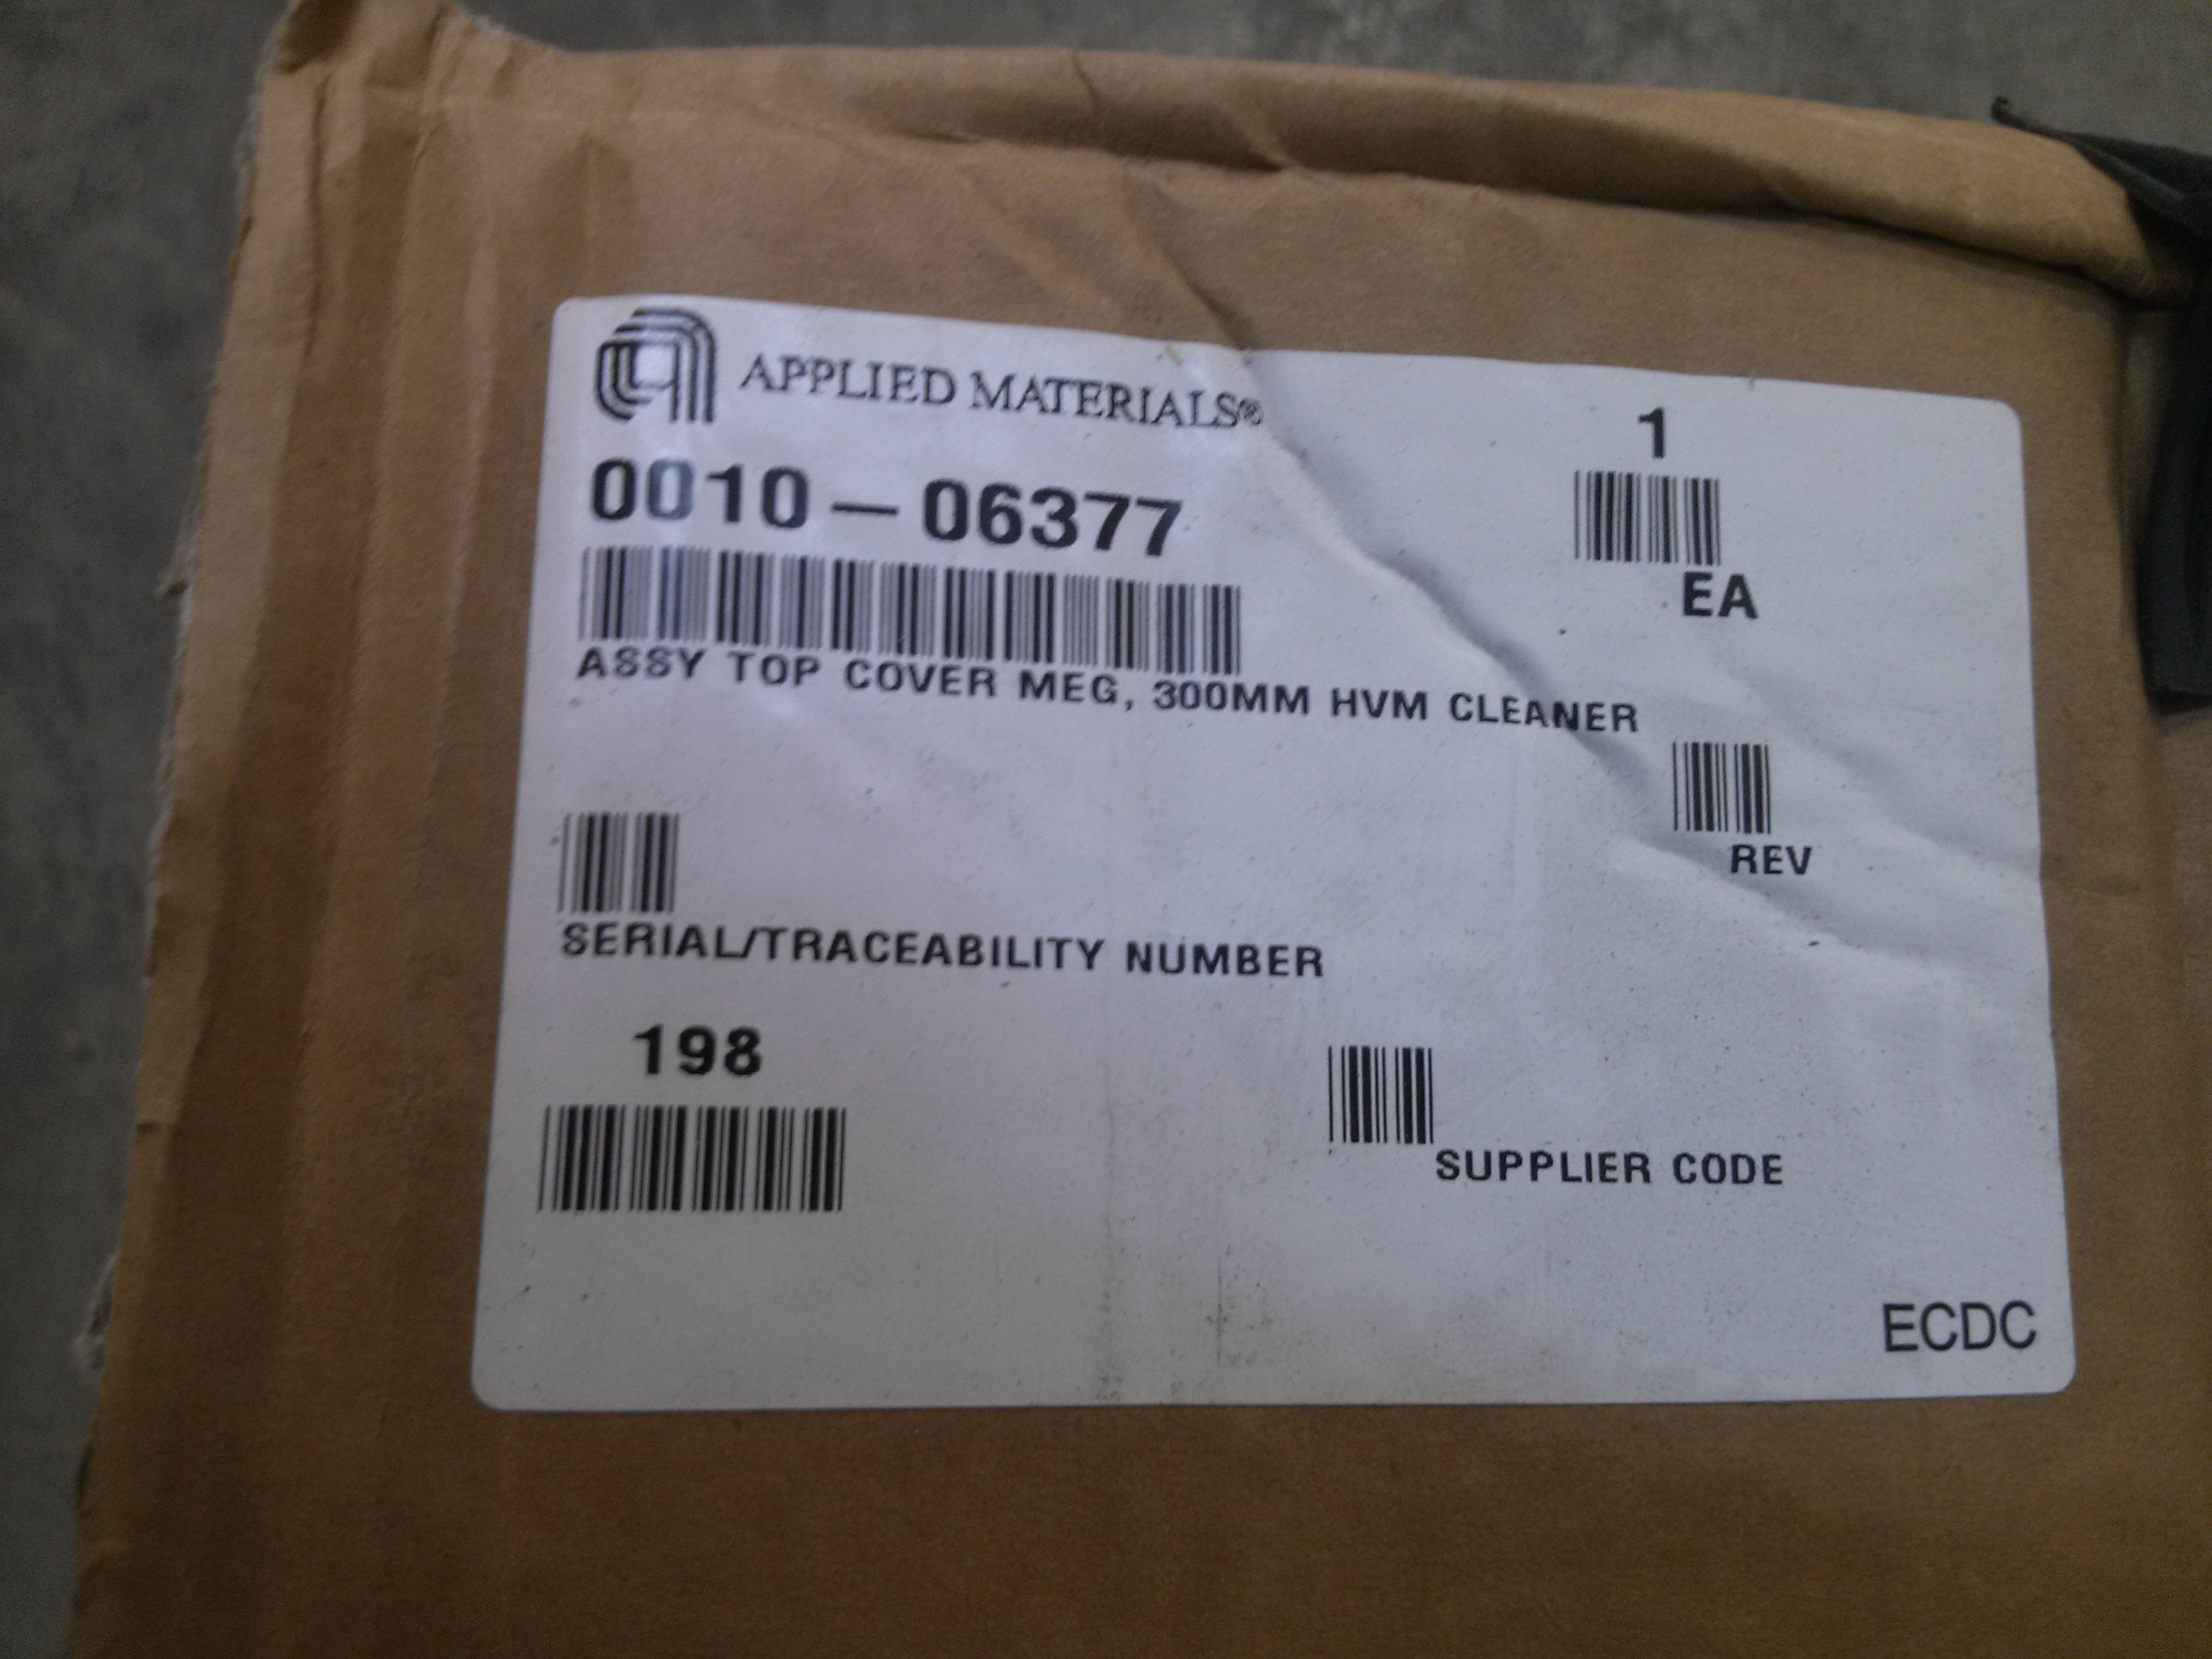 APPLIED MATERIALS®
0010-06377
1
EA
ASSY TOP COVER MEG, 300MM HVM CLEANER
REV
SERIAL/TRACEABILITY NUMBER
198
SUPPLIER CODE
ECDC